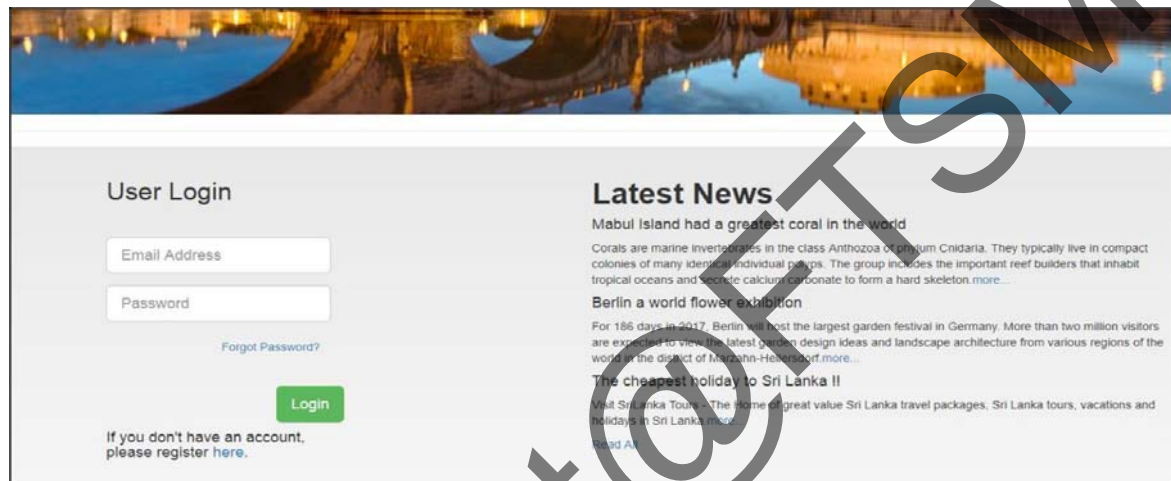 User Login
Email Address
Password
Forgot Password?
Login
If you don't have an account,
please register here.
Latest News
Mabul Island had a greatest coral in the world
Corals are marine invertebrates in the class Anthozoa of phylum Cnidaria. They typically live in compact
colonies of many identical individual polyps. The group includes the important reef builders that inhabit
tropical oceans and secrete calcium carbonate to form a hard skeleton.more...
Berlin a world flower exhibition
For 186 days in 2017, Berlin will host the largest garden festival in Germany. More than two million visitors
are expected to view the latest garden design ideas and landscape architecture from various regions of the
world in the district of Marzahn-Hellersdorf.more...
The cheapest holiday to Sri Lanka !!
Visit SriLanka Tours - The Home of great value Sri Lanka travel packages, Sri Lanka tours, vacations and
holidays in Sri Lanka.more...
Read All
t@FTSM